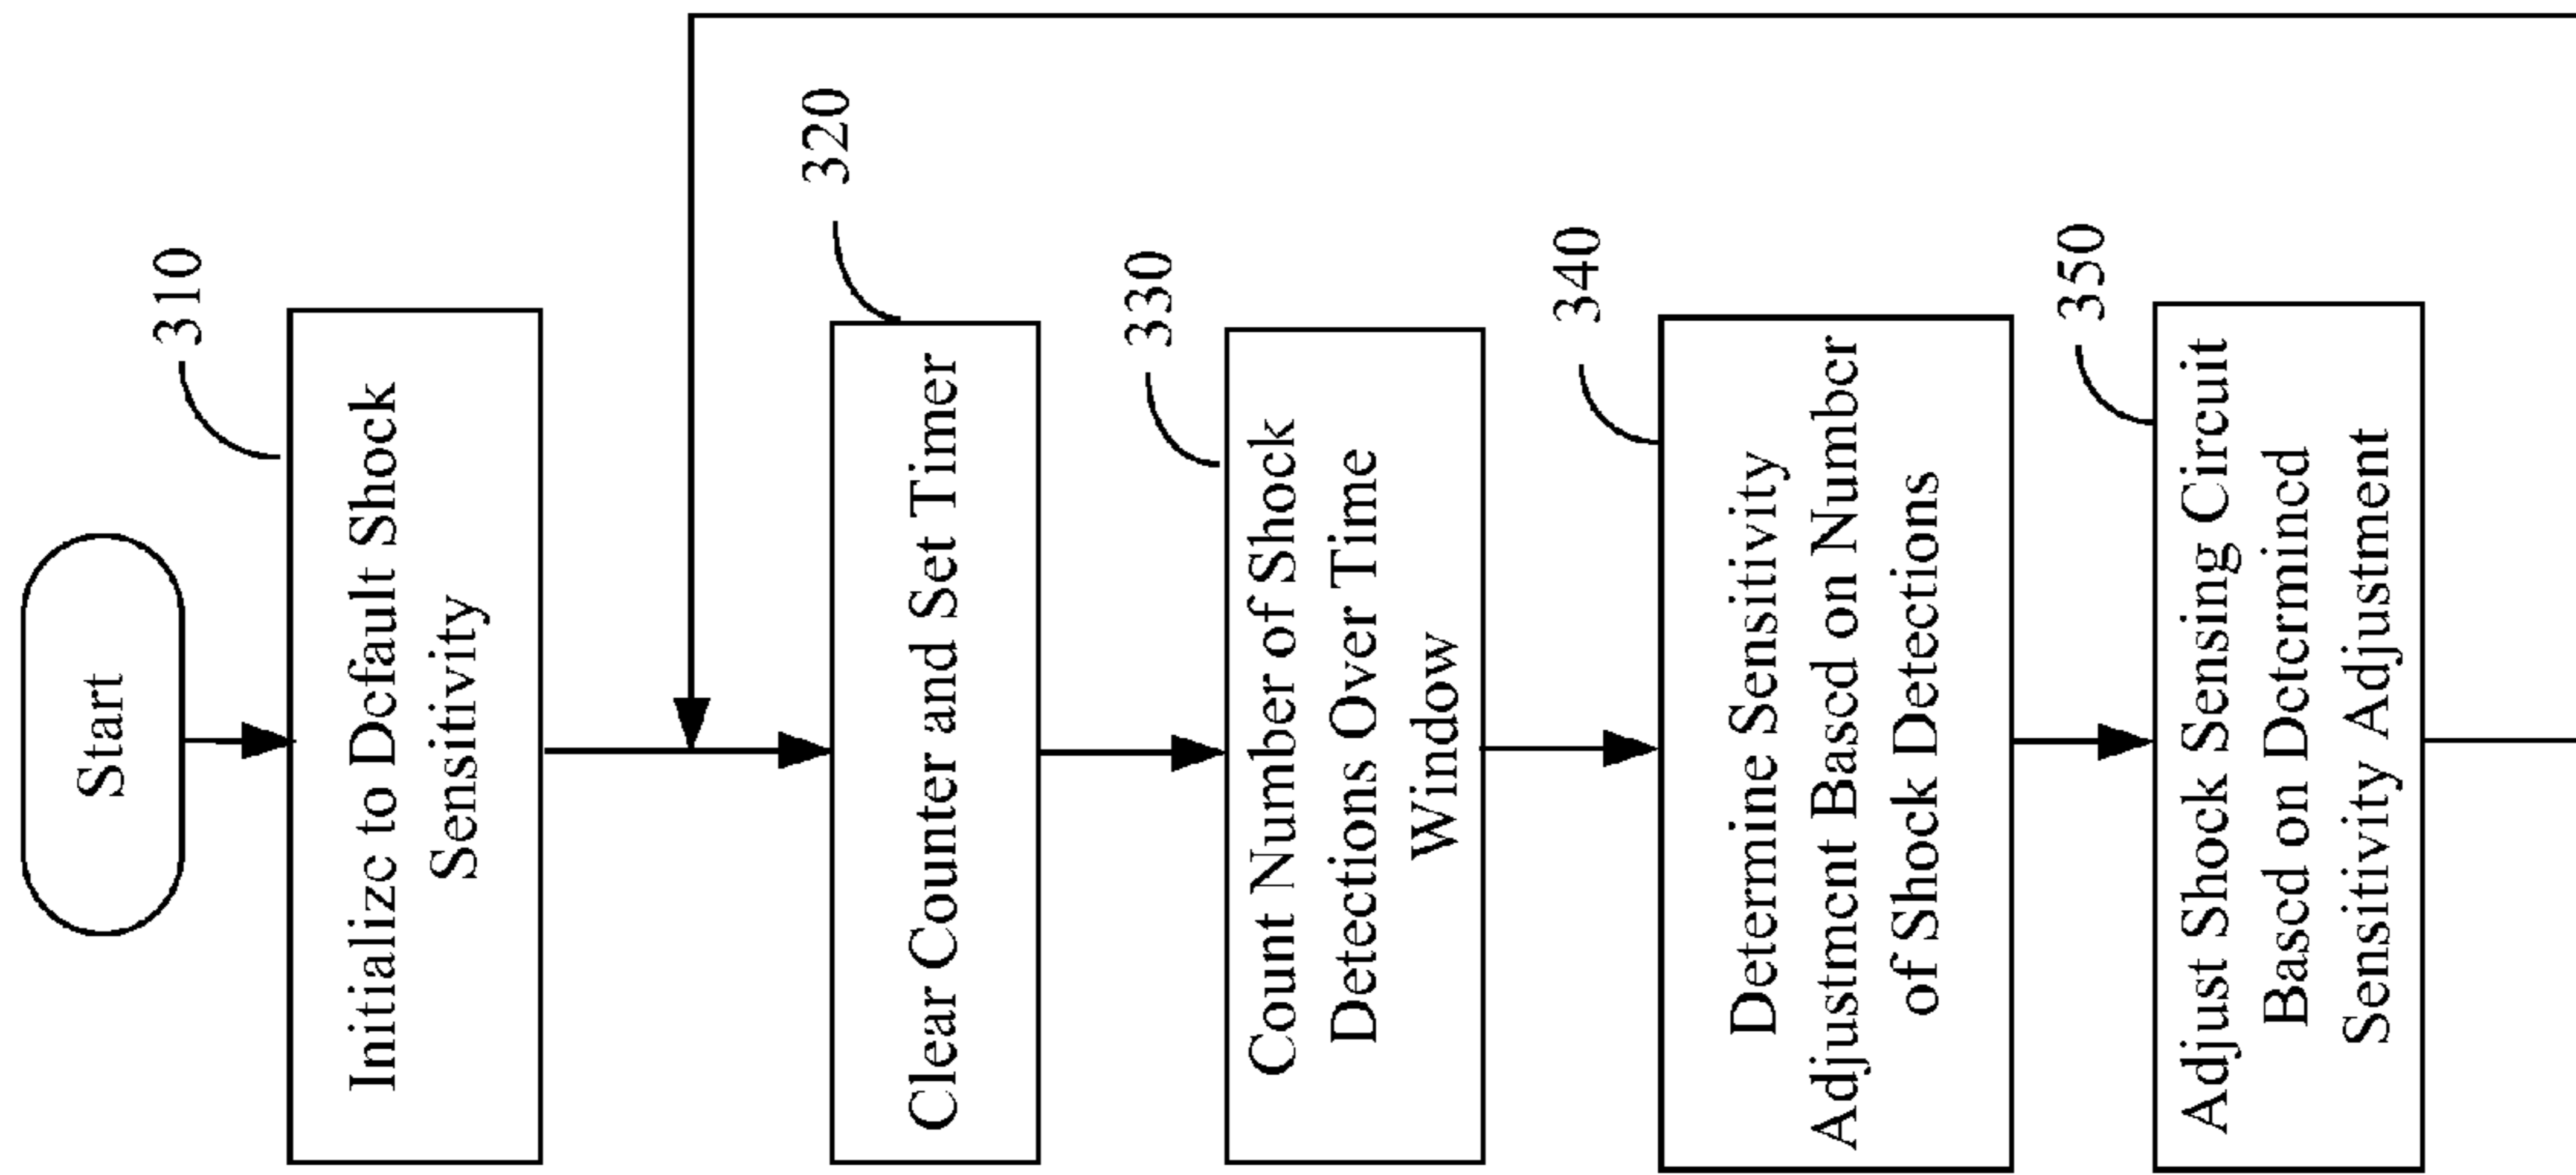 Start
310
Initialize to Default Shock
Sensitivity
320
Clear Counter and Set Timer
330
Count Number of Shock
Detections Over Time
Window
340
Determine Sensitivity
Adjustment Based on Number
of Shock Detections
350
Adjust Shock Sensing Circuit
Based on Determined
Sensitivity Adjustment